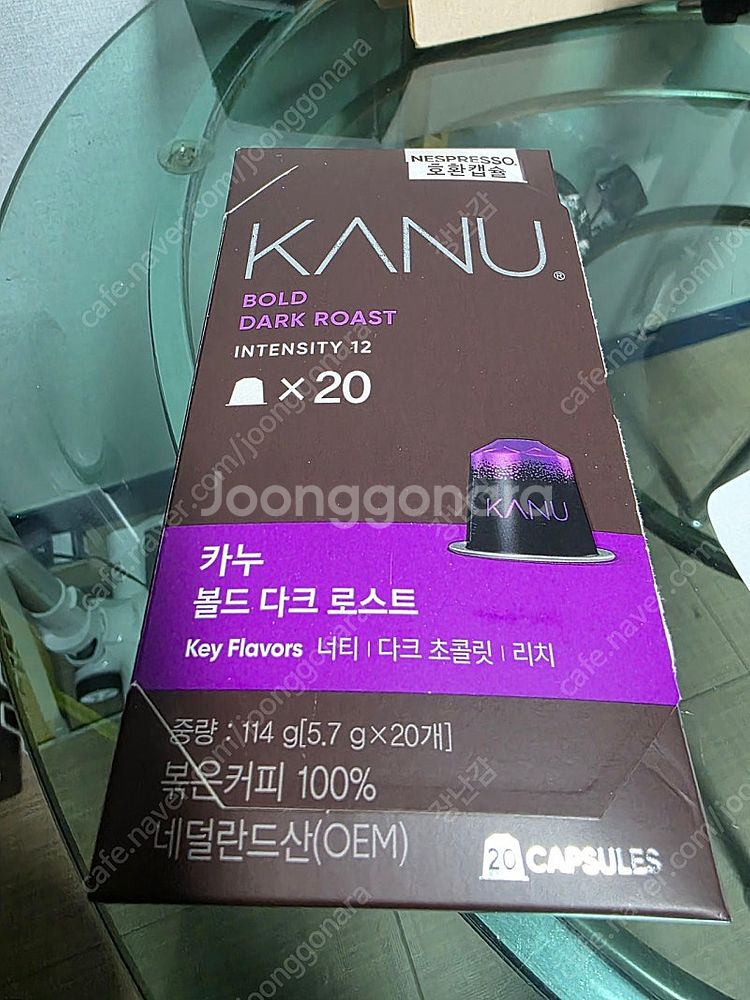 NESPRESSO
호환캡슐
KANU®
BOLD
DARK ROAST
INTENSITY 12
×20
KANU
Joonggonara
카누
볼드 다크 로스트
Key Flavors 너티 | 다크 초콜릿 | 리치
중량 : 114 g[5.7 g×20개]
볶은커피 100%
네덜란드산(OEM)
20 CAPSULES
cafe.naver.com/joonggonara